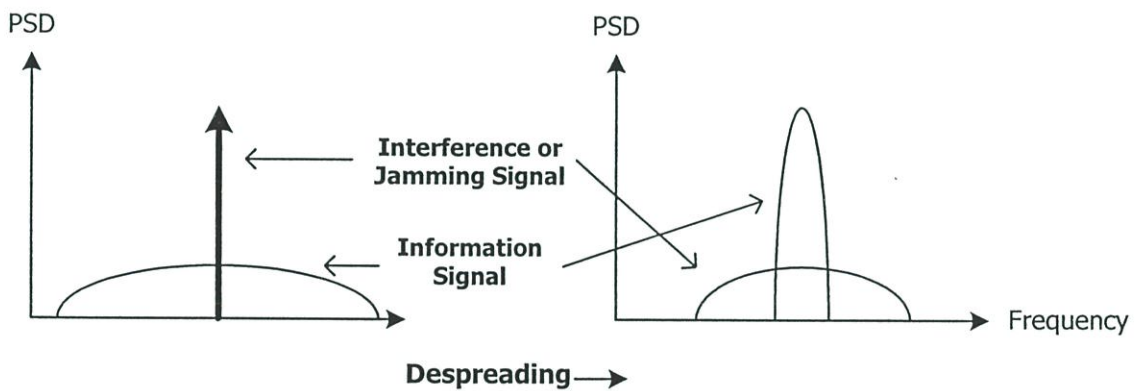 PSD
PSD
Interference or
Jamming Signal
Information
Signal
Frequency
Despreading